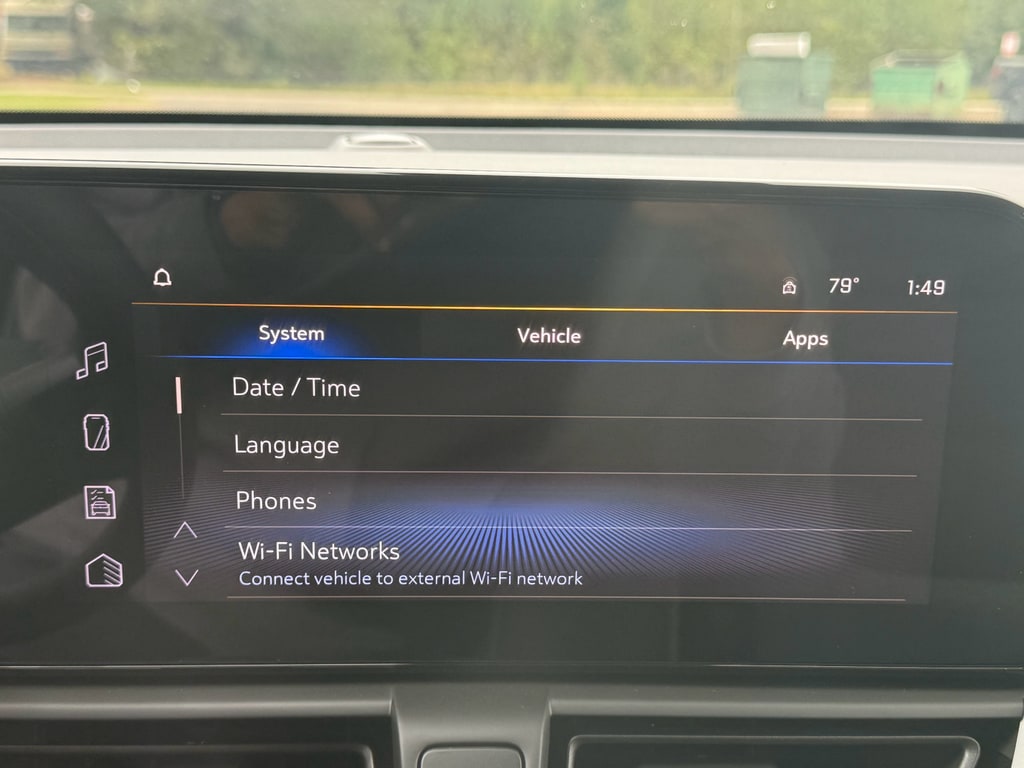 79° 1:49
System Vehicle Apps
Date / Time
Language
Phones
Wi-Fi Networks
Connect vehicle to external Wi-Fi network